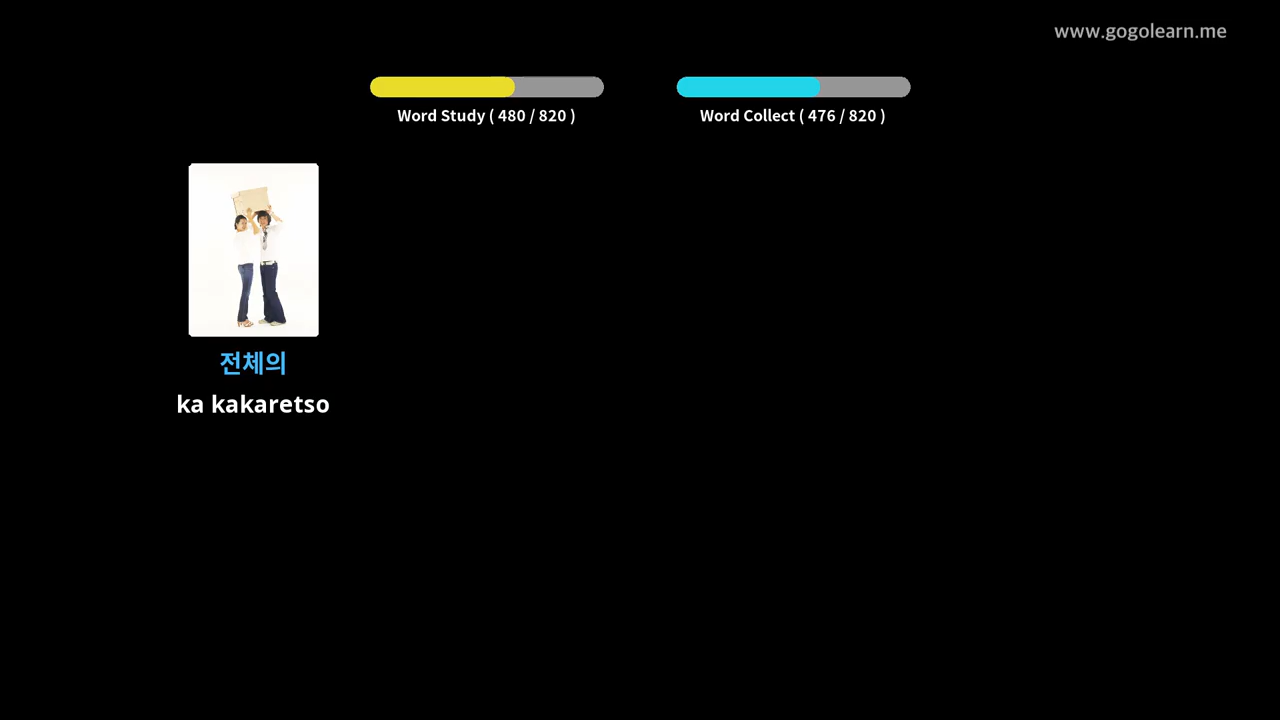 www.gogolearn.me
Word Study ( 480 / 820 )
Word Collect ( 476 / 820 )
전체의
ka kakaretso